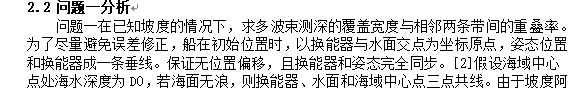 2.2 问题一分析
问题一在已知坡度的情况下，求多波束测深的覆盖宽度与相邻两条带间的重叠率。
为了尽量避免误差修正，船在初始位置时，以换能器与水面交点为坐标原点，姿态位置
和换能器成一条垂线。保证无位置偏移，且换能器和姿态完全同步。[2]假设海域中心
点处海水深度为 D0，若海面无浪，则换能器、水面和海域中心点三点共线。由于坡度阿